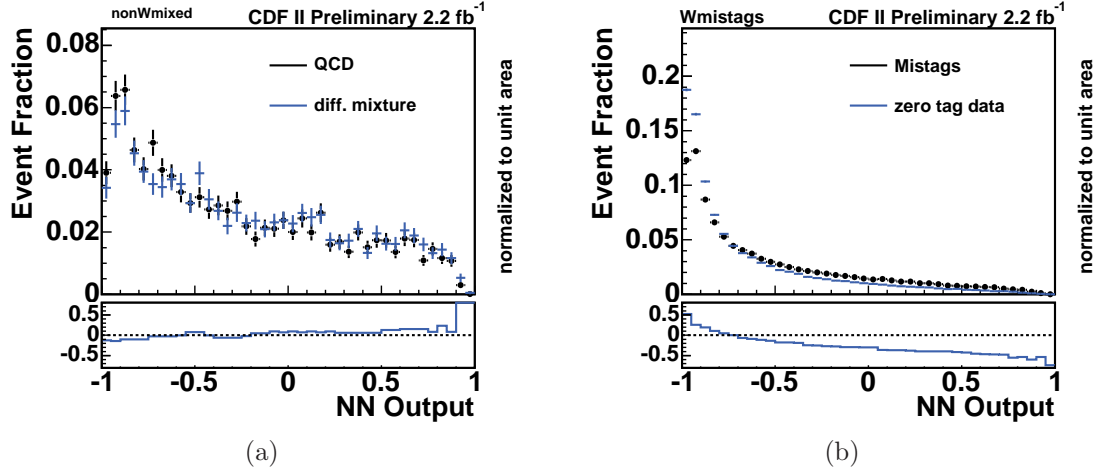 nonWmixed
CDF II Preliminary 2.2 fb-1
Event Fraction
normalized to unit area
QCD
diff. mixture
0.08
0.06
0.04
0.02
0
0.5
0
-0.5
-1 -0.5 0 0.5 1
NN Output
(a)
Wmistags
CDF II Preliminary 2.2 fb-1
Event Fraction
normalized to unit area
Mistags
zero tag data
0.2
0.15
0.1
0.05
0
0.5
0
-0.5
-1 -0.5 0 0.5 1
NN Output
(b)